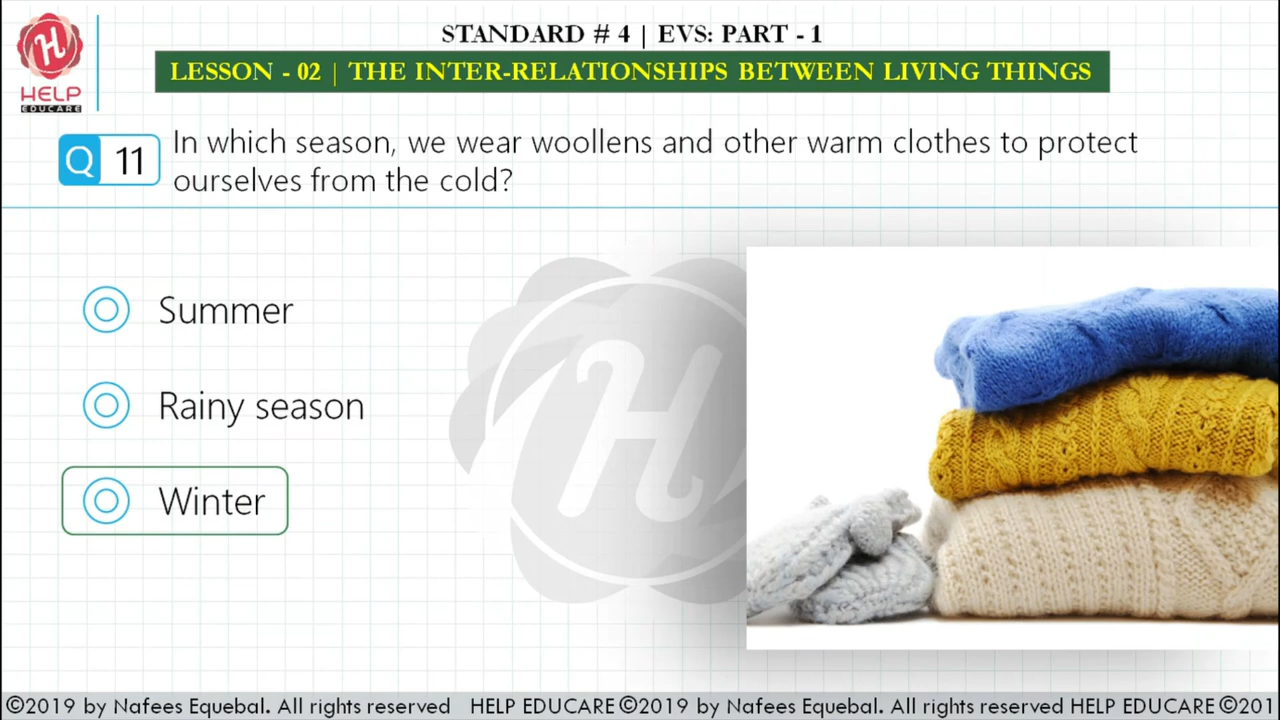 STANDARD # 4 | EVS: PART - 1
LESSON - 02 | THE INTER-RELATIONSHIPS BETWEEN LIVING THINGS
H
HELP
EDUCARE
Q 11
In which season, we wear woollens and other warm clothes to protect
ourselves from the cold?
Summer
Rainy season
Winter
H
©2019 by Nafees Equebal. All rights reserved HELP EDUCARE ©2019 by Nafees Equebal. All rights reserved HELP EDUCARE ©201